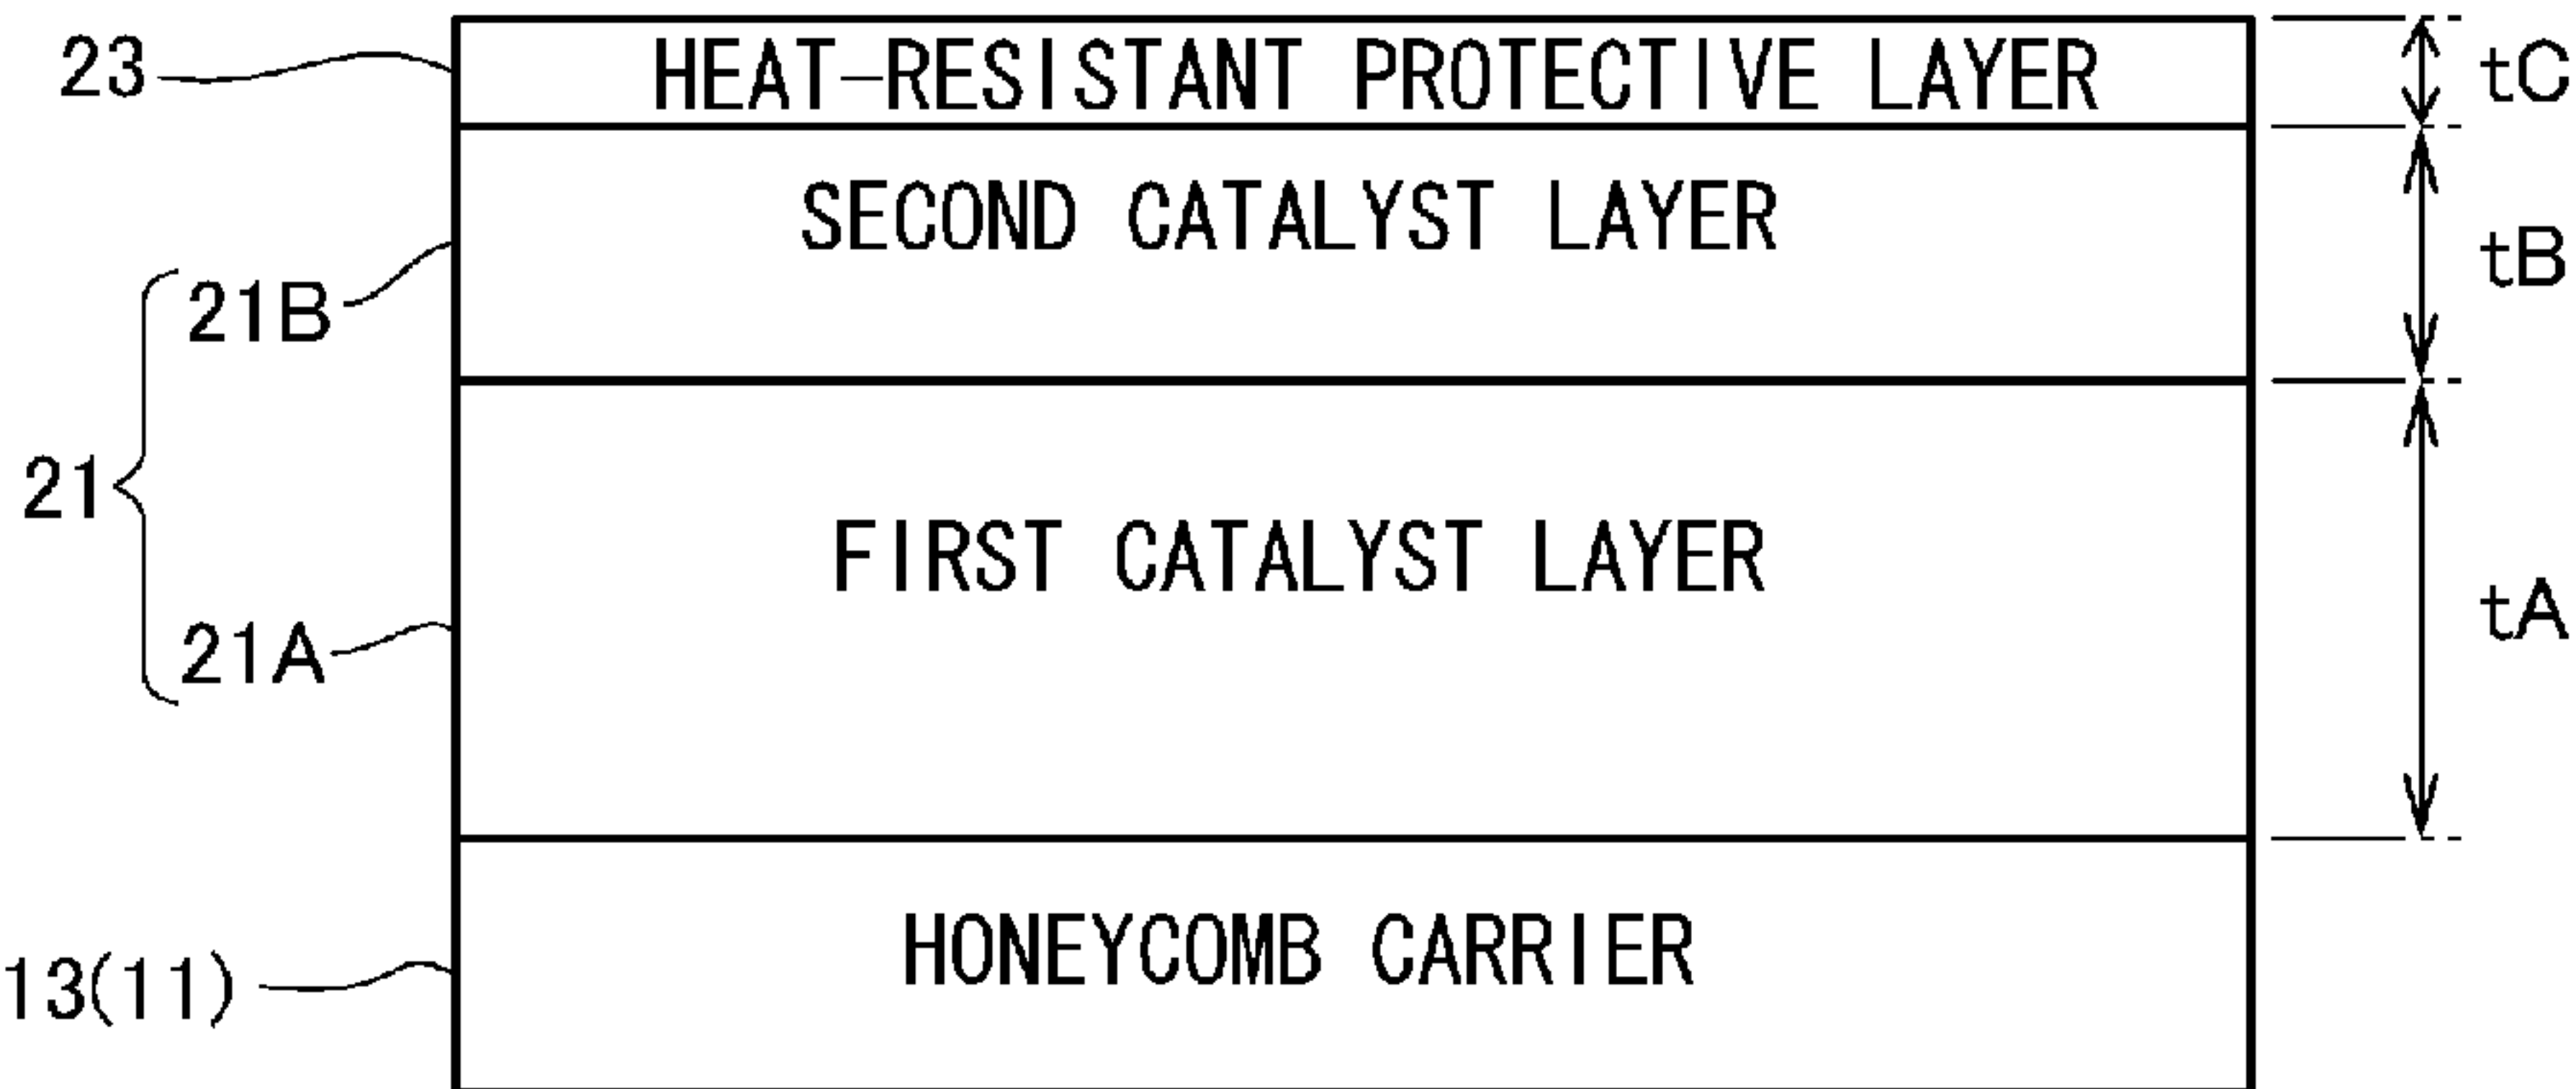 23
HEAT-RESISTANT PROTECTIVE LAYER
tC
SECOND CATALYST LAYER
tB
21B
21
FIRST CATALYST LAYER
tA
21A
13(11)
HONEYCOMB CARRIER